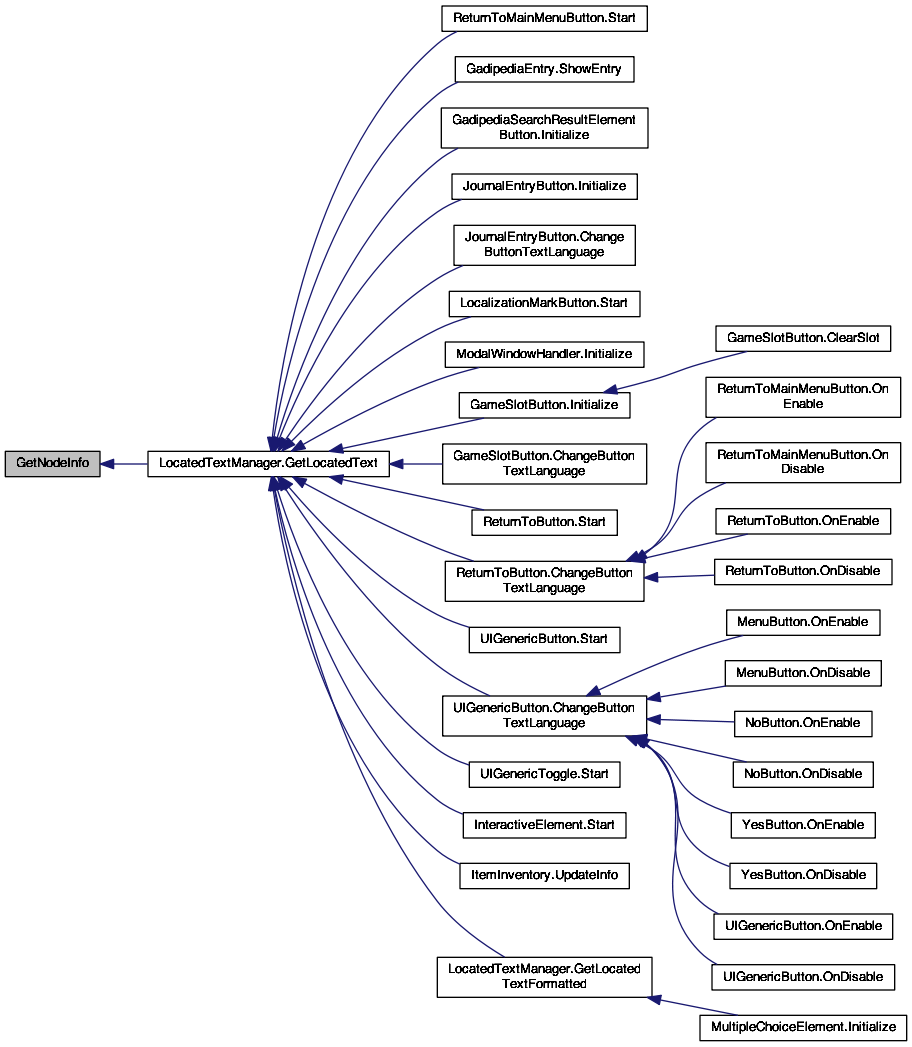 ReturnToMainMenuButton.Start
GadipediaEntry.ShowEntry
GadipediaSearchResultElement
Button.Initialize
JournalEntryButton.Initialize
JournalEntryButton.Change
ButtonTextLanguage
LocalizationMarkButton.Start
ModalWindowHandler.Initialize
GameSlotButton.ClearSlot
GameSlotButton.Initialize
ReturnToMainMenuButton.On
Enable
GetNodeInfo
LocatedTextManager.GetLocatedText
GameSlotButton.ChangeButton
TextLanguage
ReturnToMainMenuButton.On
Disable
ReturnToButton.Start
ReturnToButton.OnEnable
ReturnToButton.ChangeButton
TextLanguage
ReturnToButton.OnDisable
UIGenericButton.Start
MenuButton.OnEnable
MenuButton.OnDisable
UIGenericButton.ChangeButton
TextLanguage
NoButton.OnEnable
UIGenericToggle.Start
NoButton.OnDisable
InteractiveElement.Start
YesButton.OnEnable
ItemInventory.UpdateInfo
YesButton.OnDisable
UIGenericButton.OnEnable
LocatedTextManager.GetLocated
TextFormatted
UIGenericButton.OnDisable
MultipleChoiceElement.Initialize